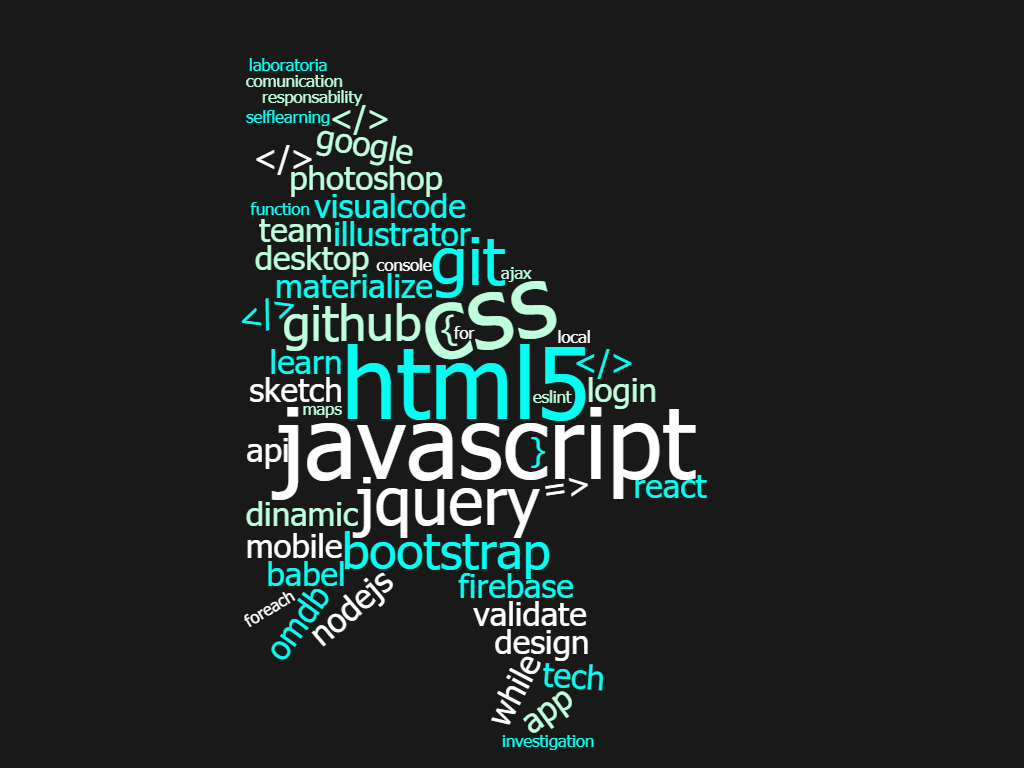 laboratoria
comunication
responsability
selflearning
</>
google
</>
photoshop
function
visualcode
team
illustrator
desktop
console
git
ajax
materialize
</>
github
css
{
for
local
learn
html5
</>
sketch
eslint
login
maps
javascript
api
}
jquery
=>
react
dinamic
mobile
bootstrap
babel
firebase
foreach
omdb
nodejs
validate
design
while
tech
app
investigation